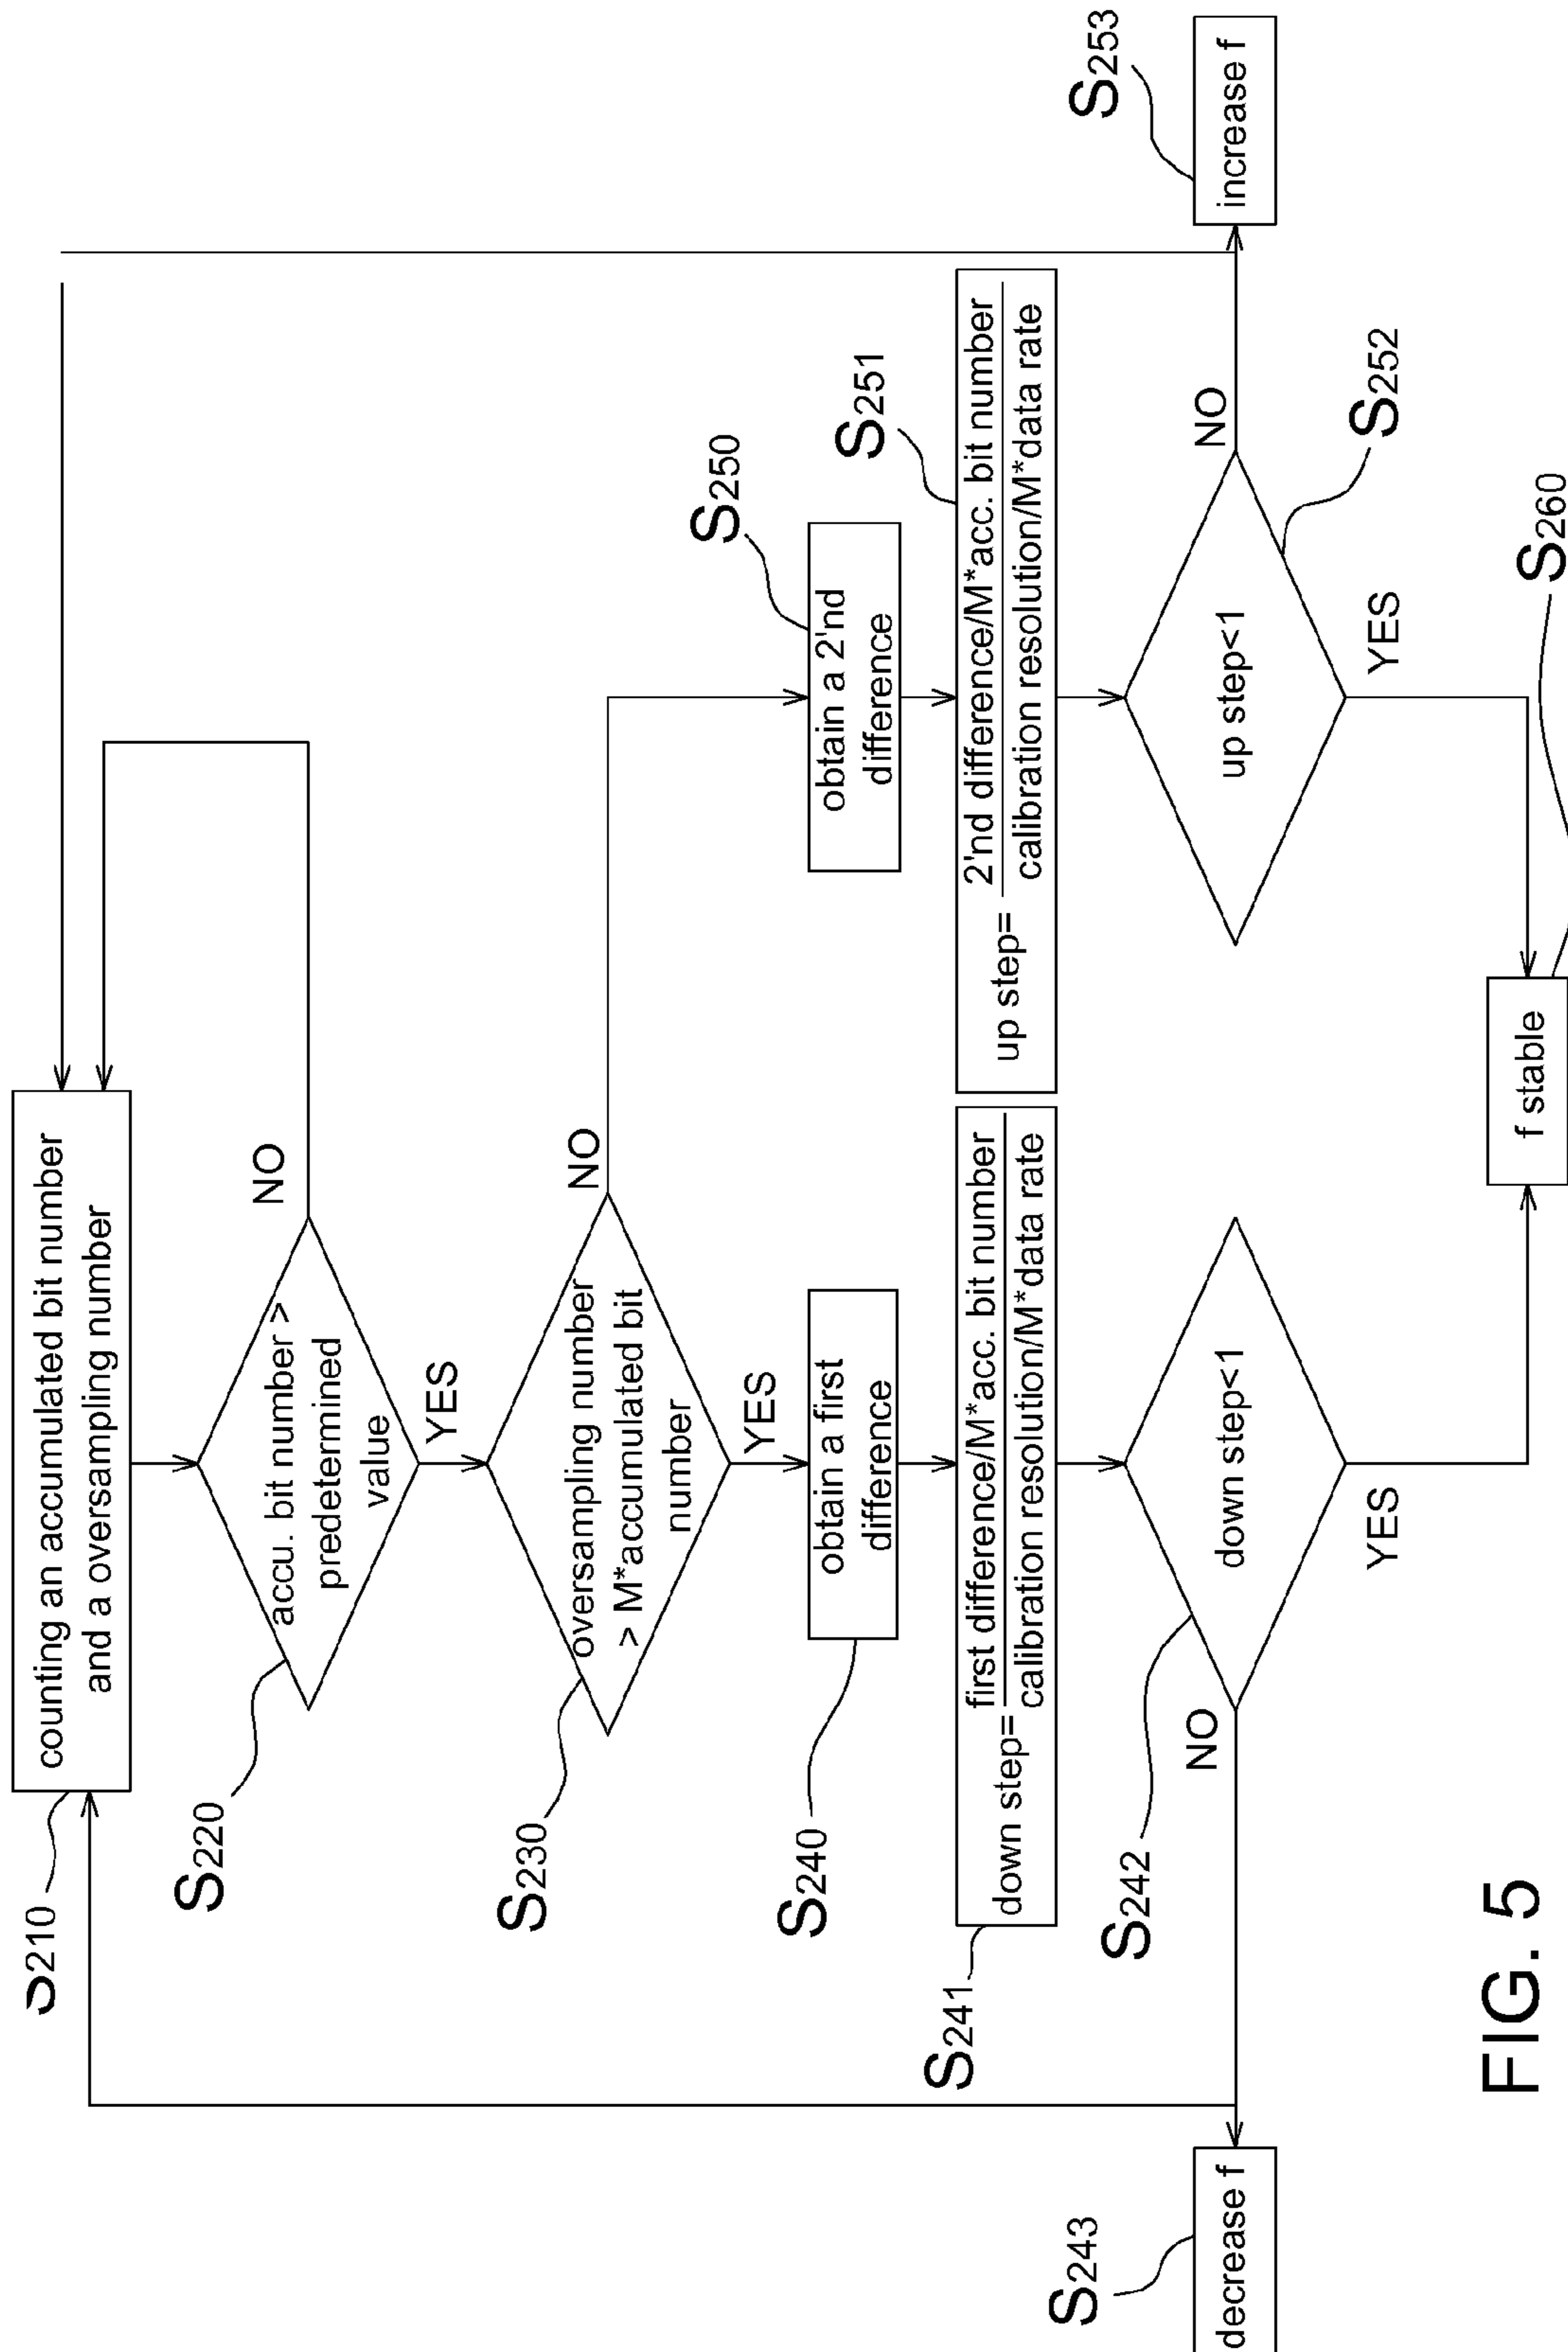 S210
counting an accumulated bit number
and a oversampling number
S220
accu. bit number >
predetermined
value
NO
YES
S230
oversampling number
> M*accumulated bit
number
NO
YES
S240
obtain a first
difference
S250
obtain a 2'nd
difference
S241
down step=
first difference/M*acc. bit number
calibration resolution/M*data rate
S251
up step=
2'nd difference/M*acc. bit number
calibration resolution/M*data rate
S242
down step<1
NO
YES
S243
decrease f
S252
up step<1
NO
YES
S253
increase f
S260
f stable
FIG. 5